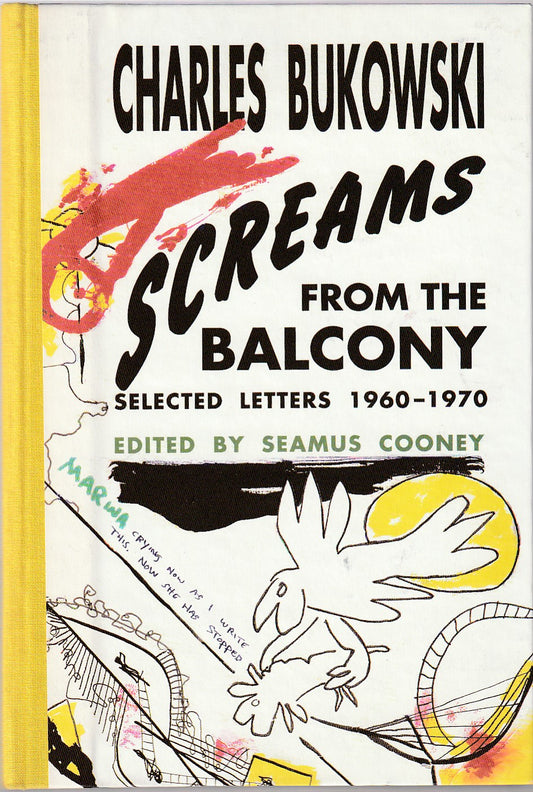 CHARLES BUKOWSKI
SCREAMS
FROM THE
BALCONY
SELECTED LETTERS 1960–1970
EDITED BY SEAMUS COONEY
MARINA
CRYING NOW AS I WRITE
THIS. NOW SHE HAS STOPPED